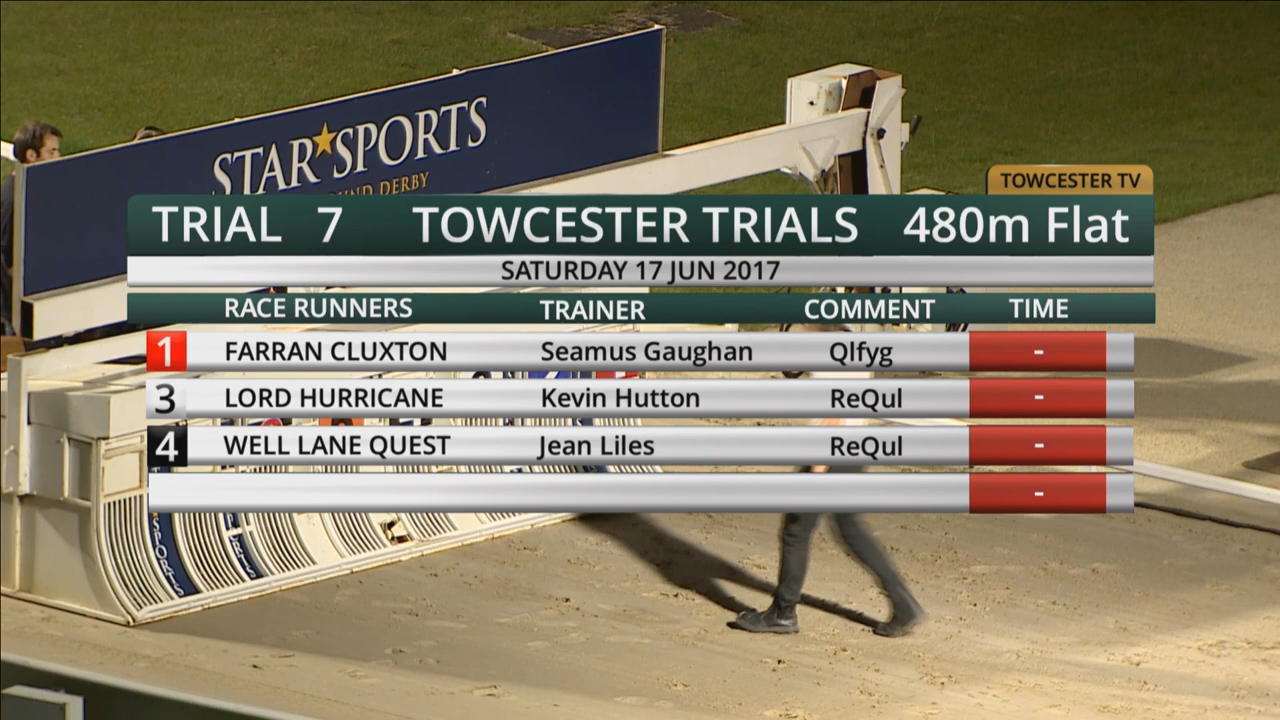 STAR SPORTS
DERBY
TOWCESTER TV
TRIAL 7 TOWCESTER TRIALS 480m Flat
SATURDAY 17 JUN 2017
RACE RUNNERS TRAINER COMMENT TIME
1 FARRAN CLUXTON Seamus Gaughan Qlfyg -
3 LORD HURRICANE Kevin Hutton ReQul -
4 WELL LANE QUEST Jean Liles ReQul -
-
SPORTS